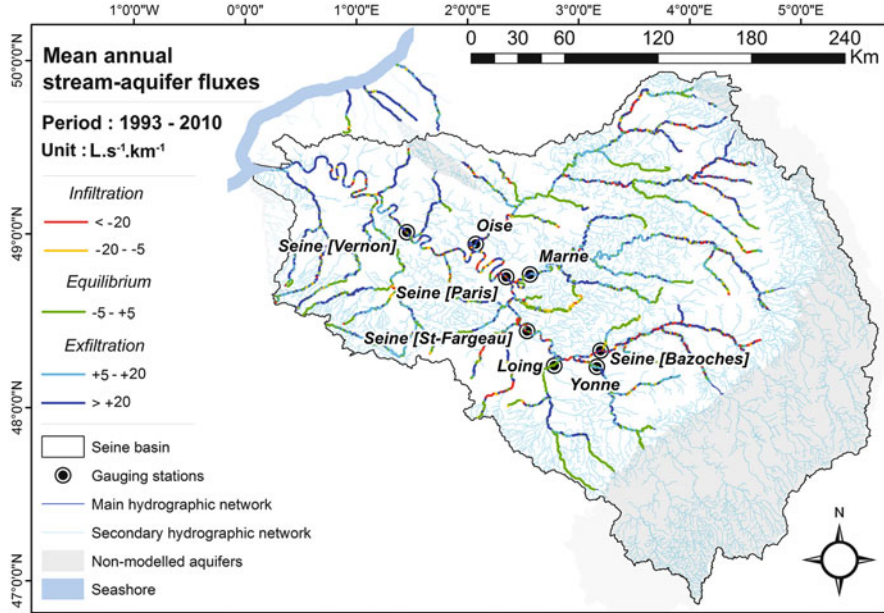 1°0'0"W 0°0'0" 1°0'0"E 2°0'0"E 3°0'0"E 4°0'0"E 5°0'0"E
0 30 60 120 180 240
Km
50°0'0"N
49°0'0"N
48°0'0"N
47°0'0"N
Mean annual
stream-aquifer fluxes
Period : 1993 - 2010
Unit : L.s⁻¹.km⁻¹
Infiltration
< -20
-20 - -5
Equilibrium
-5 - +5
Exfiltration
+5 - +20
> +20
Seine basin
Gauging stations
Main hydrographic network
Secondary hydrographic network
Non-modelled aquifers
Seashore
Oise
Seine [Vernon]
Marne
Seine [Paris]
Seine [St-Fargeau]
Loing
Seine [Bazoches]
Yonne
N